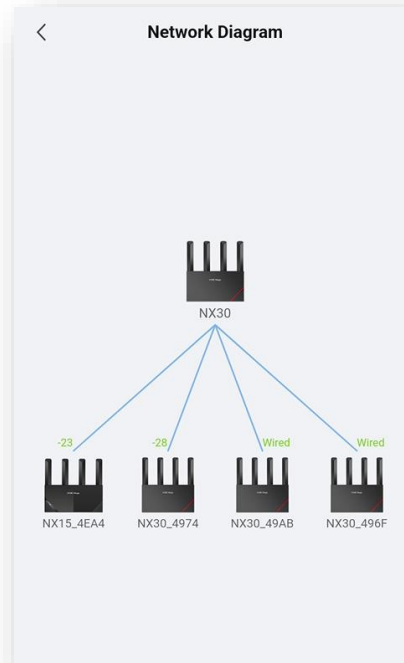 Network Diagram
NX30
-23
-28
Wired
Wired
NX15_4EA4
NX30_4974
NX30_49AB
NX30_496F